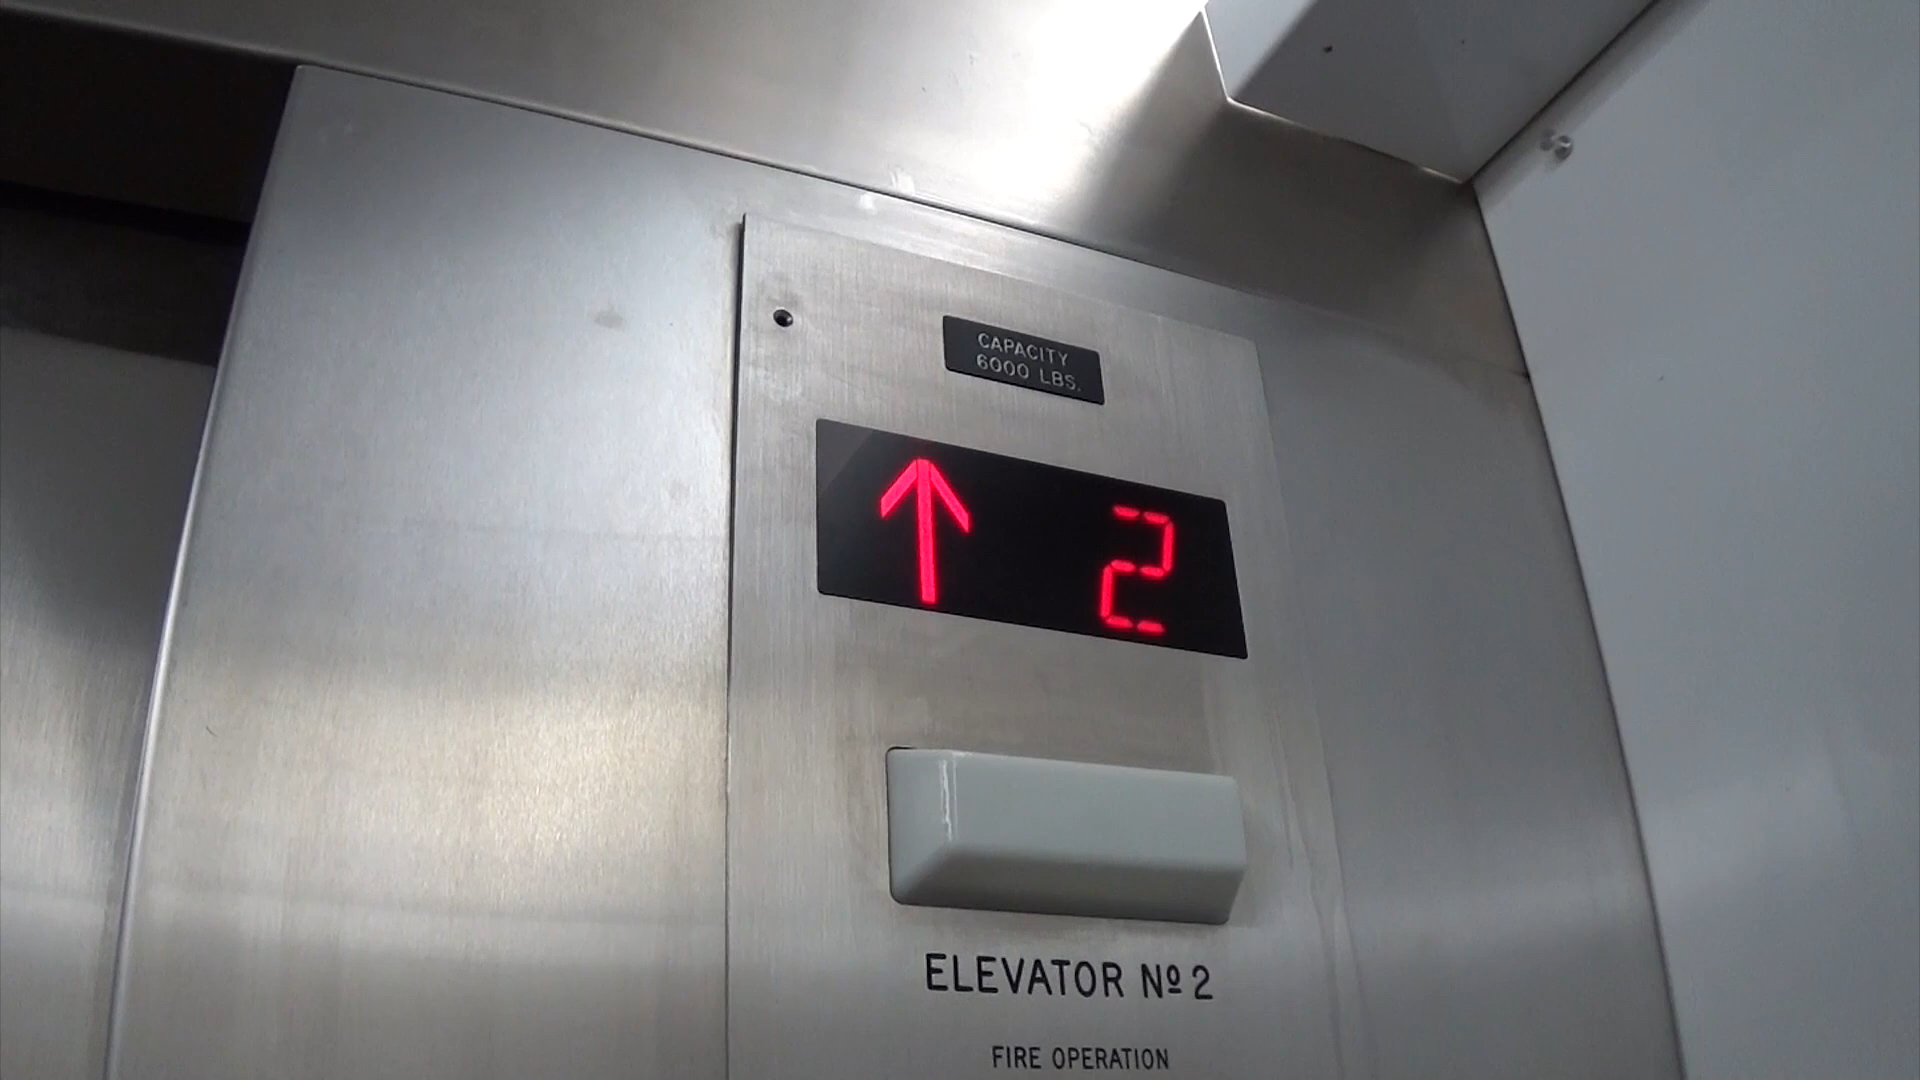 CAPACITY
6000 LBS.
↑ 2
ELEVATOR Nº 2
FIRE OPERATION